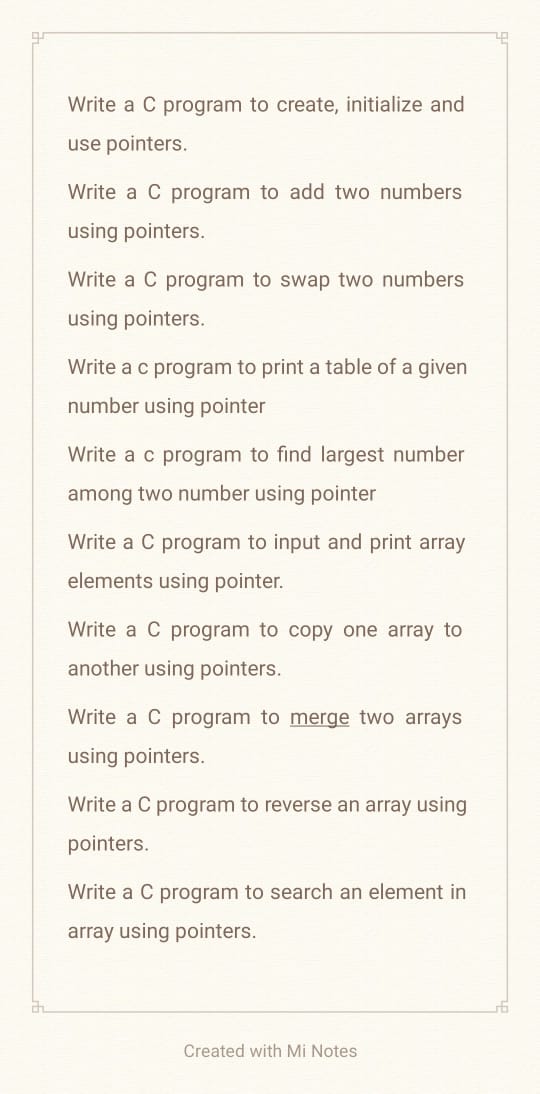 Write a C program to create, initialize and
use pointers.
Write a C program to add two numbers
using pointers.
Write a C program to swap two numbers
using pointers.
Write a c program to print a table of a given
number using pointer
Write a c program to find largest number
among two number using pointer
Write a C program to input and print array
elements using pointer.
Write a C program to copy one array to
another using pointers.
Write a C program to merge two arrays
using pointers.
Write a C program to reverse an array using
pointers.
Write a C program to search an element in
array using pointers.
Created with Mi Notes